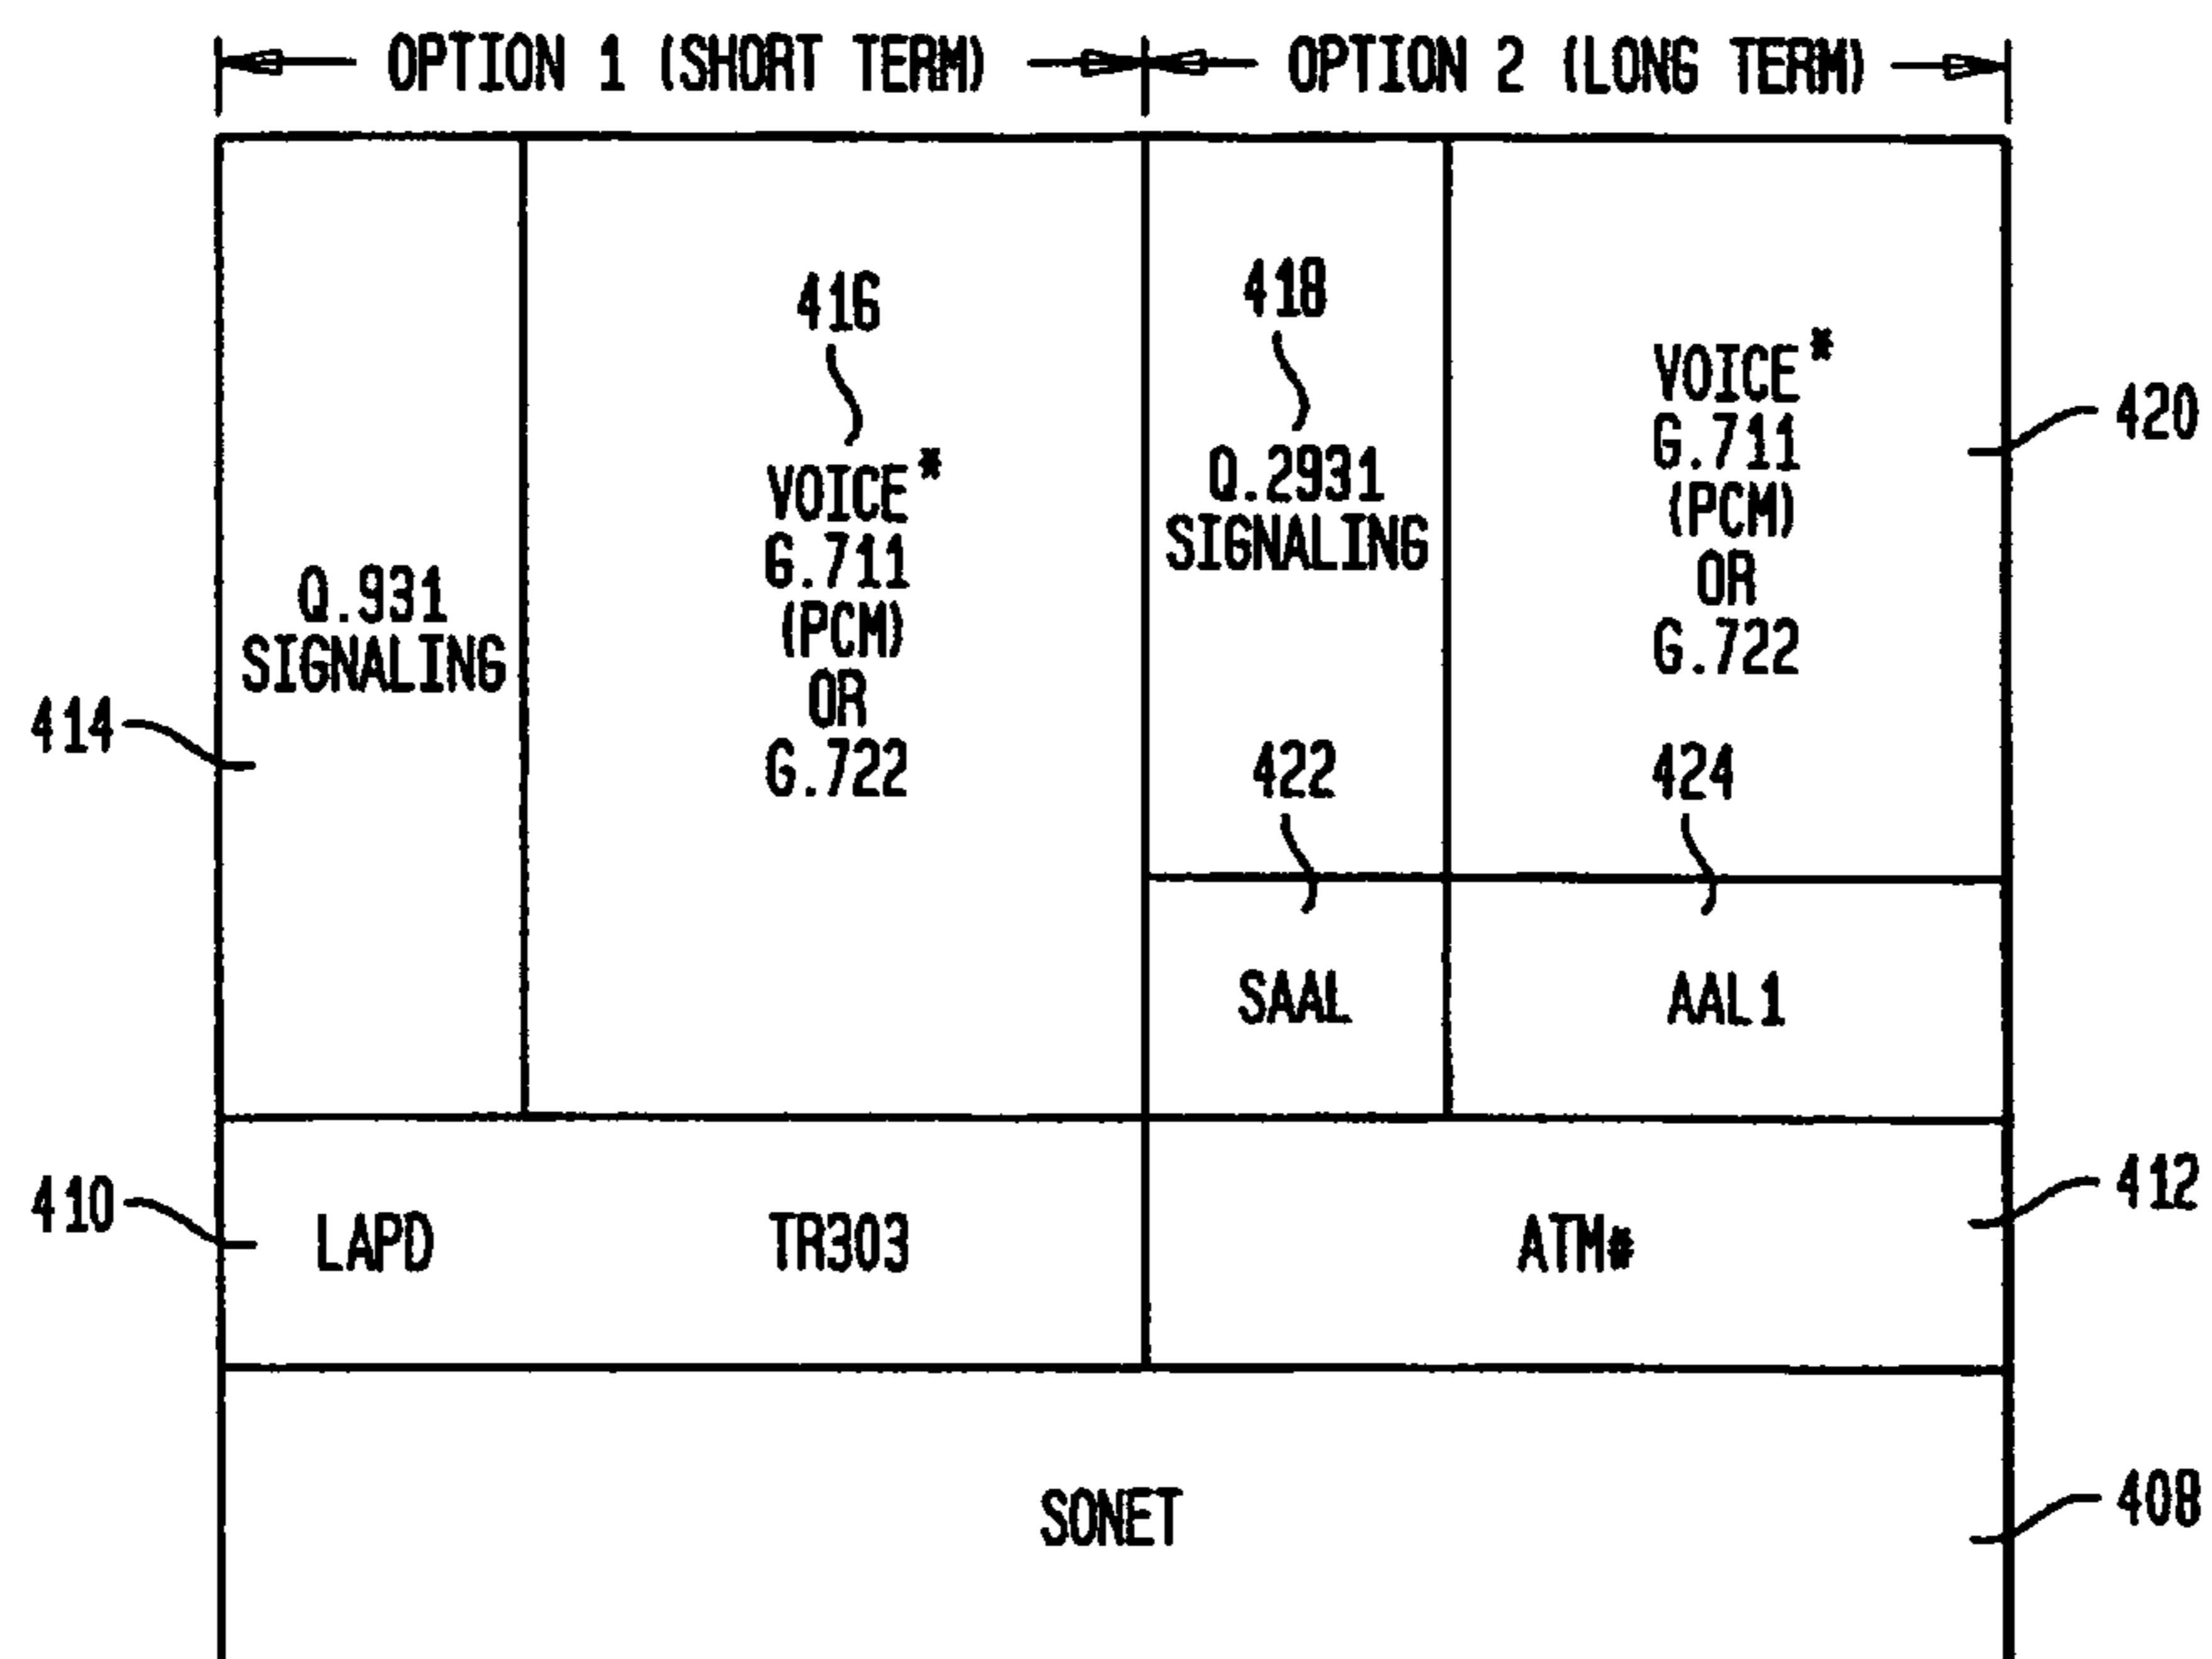 OPTION 1 (SHORT TERM)
OPTION 2 (LONG TERM)
414
Q.931
SIGNALING
416
VOICE*
G.711
(PCM)
OR
G.722
418
Q.2931
SIGNALING
VOICE*
G.711
(PCM)
OR
G.722
420
422
SAAL
424
AAL1
410
LAPD
TR303
ATM#
412
SONET
408